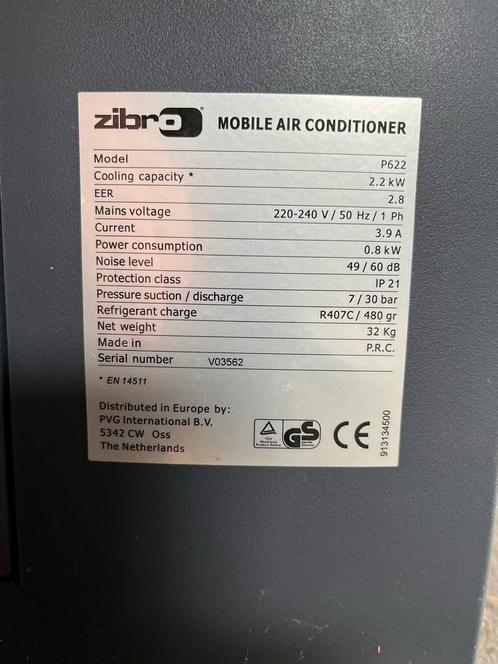 zibro® MOBILE AIR CONDITIONER
Model P622
Cooling capacity * 2.2 kW
EER 2.8
Mains voltage 220-240 V / 50 Hz / 1 Ph
Current 3.9 A
Power consumption 0.8 kW
Noise level 49 / 60 dB
Protection class IP 21
Pressure suction / discharge 7 / 30 bar
Refrigerant charge R407C / 480 gr
Net weight 32 Kg
Made in P.R.C.
Serial number V03562
* EN 14511
Distributed in Europe by:
PVG International B.V.
5342 CW Oss
The Netherlands
TÜV
GS
CE
913134500